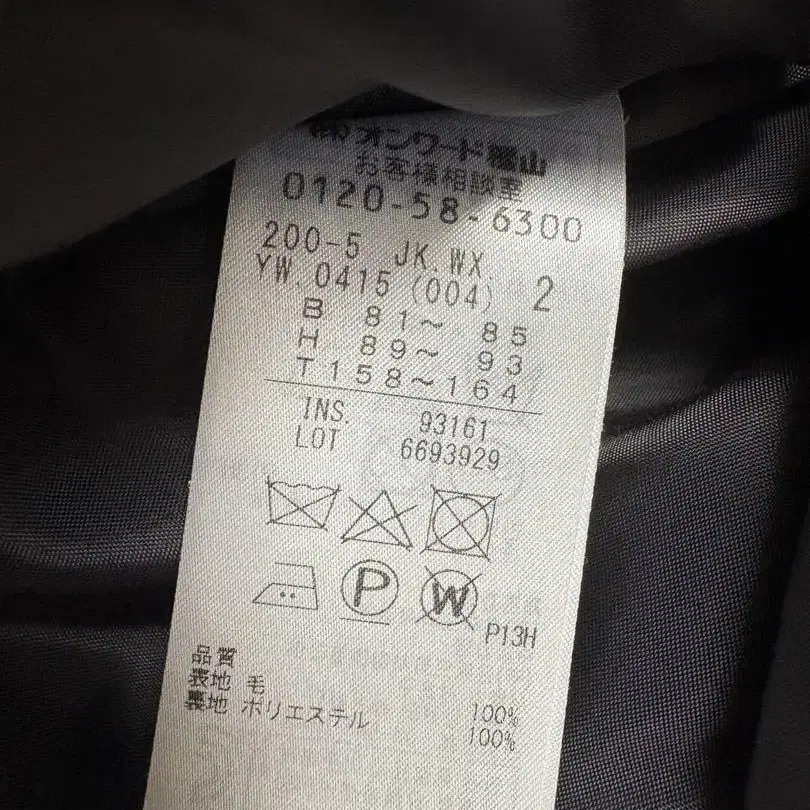 ㈱オンワード樫山
お客様相談室
0120-58-6300
200-5 JK.WX. 2
YW.0415 (004)
B 81～ 85
H 89～ 93
T158～164
INS. 93161
LOT 6693929
P W
P13H
品質
表地 毛 100%
裏地 ポリエステル 100%